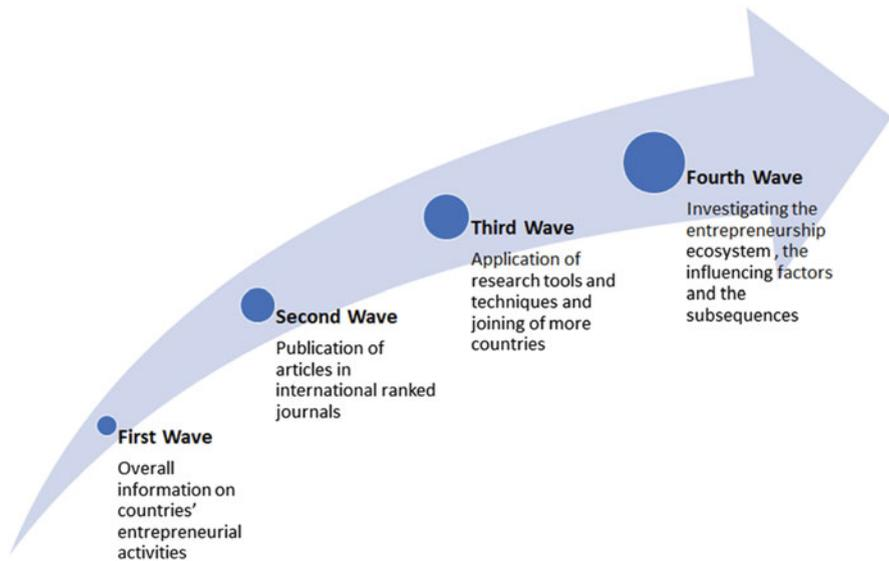 First Wave
Overall
information on
countries'
entrepreneurial
activities
Second Wave
Publication of
articles in
international ranked
journals
Third Wave
Application of
research tools and
techniques and
joining of more
countries
Fourth Wave
Investigating the
entrepreneurship
ecosystem , the
influencing factors
and the
subsequences